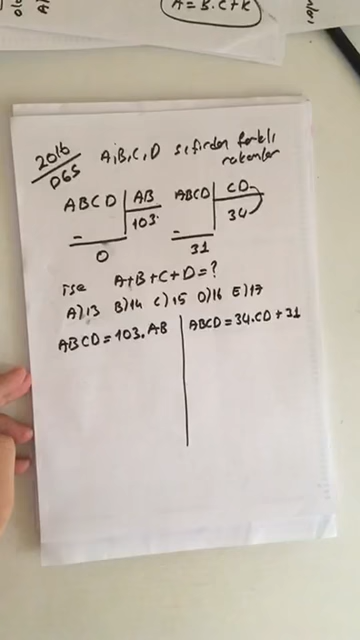 A = B.C+K
2016
DGS
A,B,C,D sıfırdan farklı
rakamlar
ABCD | AB
103
0
ABCD | CD
34
31
ise A+B+C+D=?
A)13 B)14 C)15 D)16 E)17
ABCD = 103.AB
ABCD = 34.CD + 31